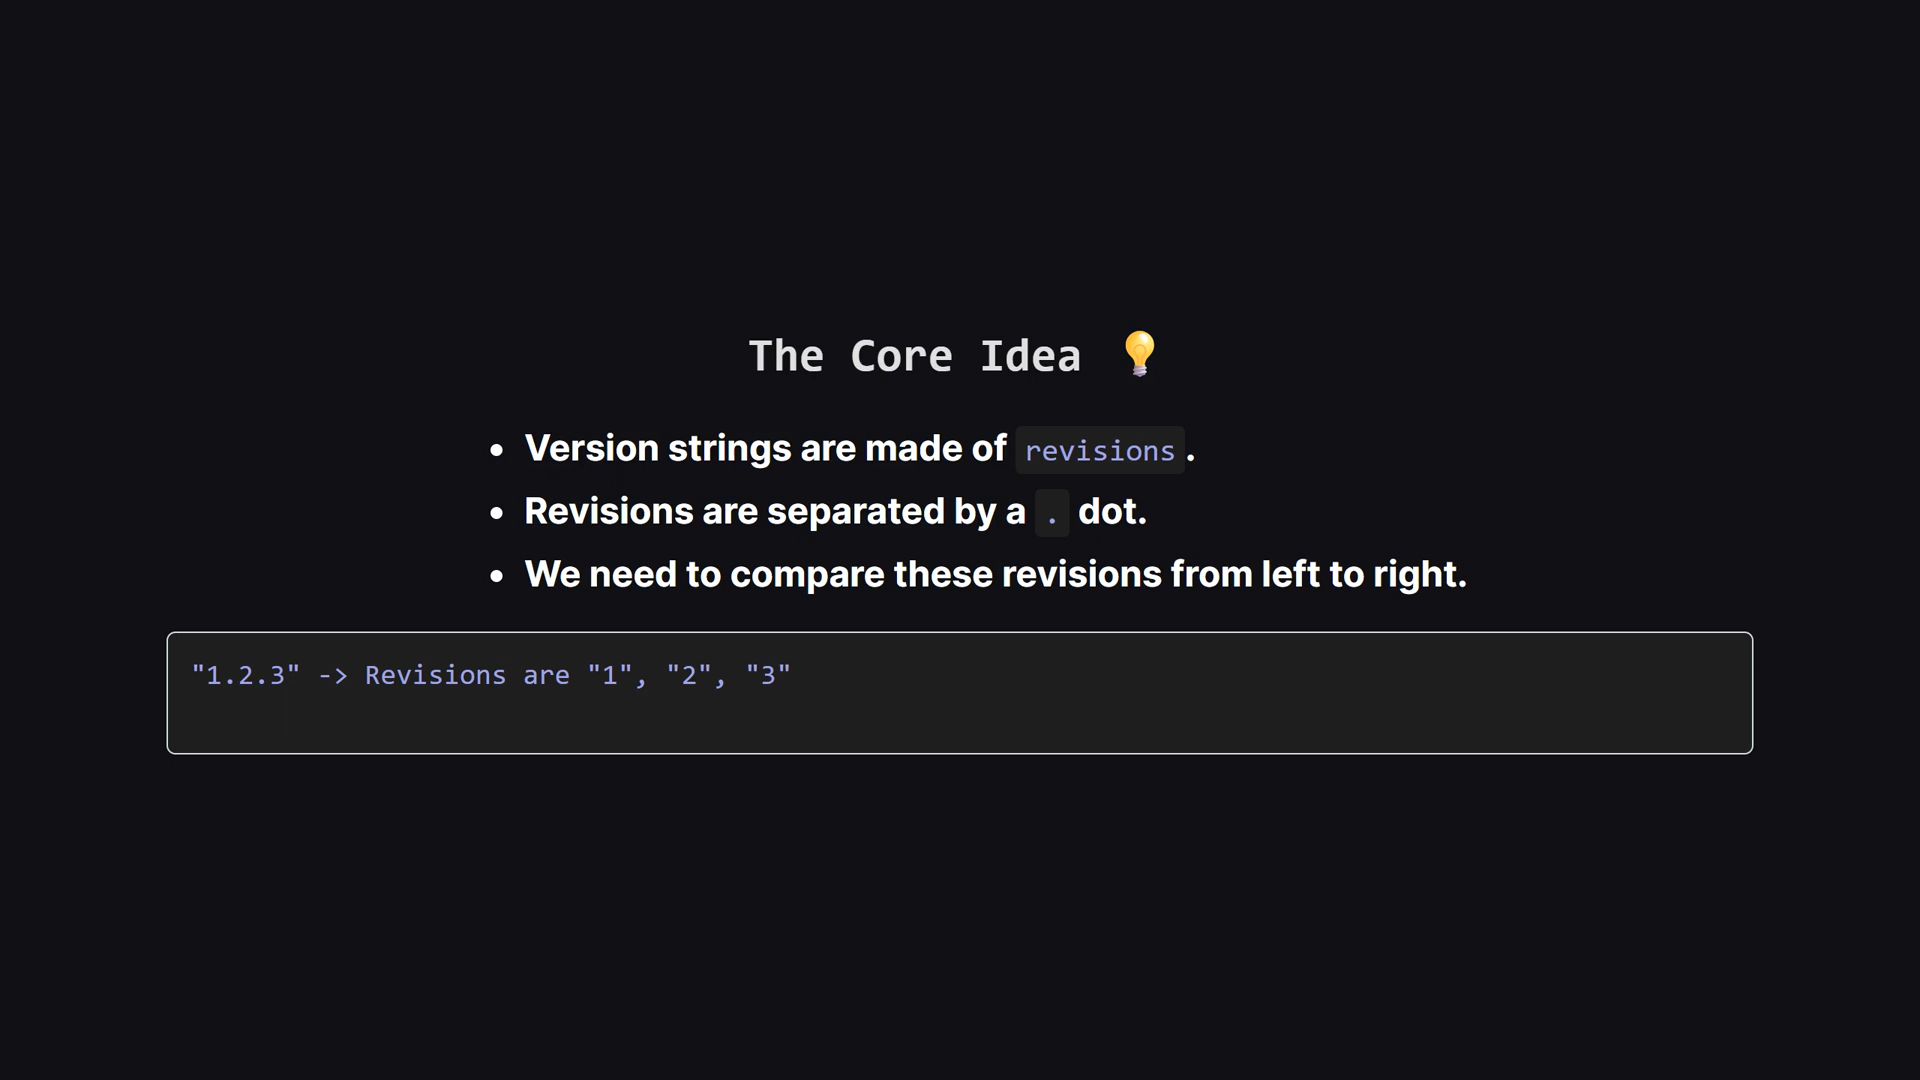 The Core Idea 💡
• Version strings are made of revisions.
• Revisions are separated by a . dot.
• We need to compare these revisions from left to right.
"1.2.3" -> Revisions are "1", "2", "3"